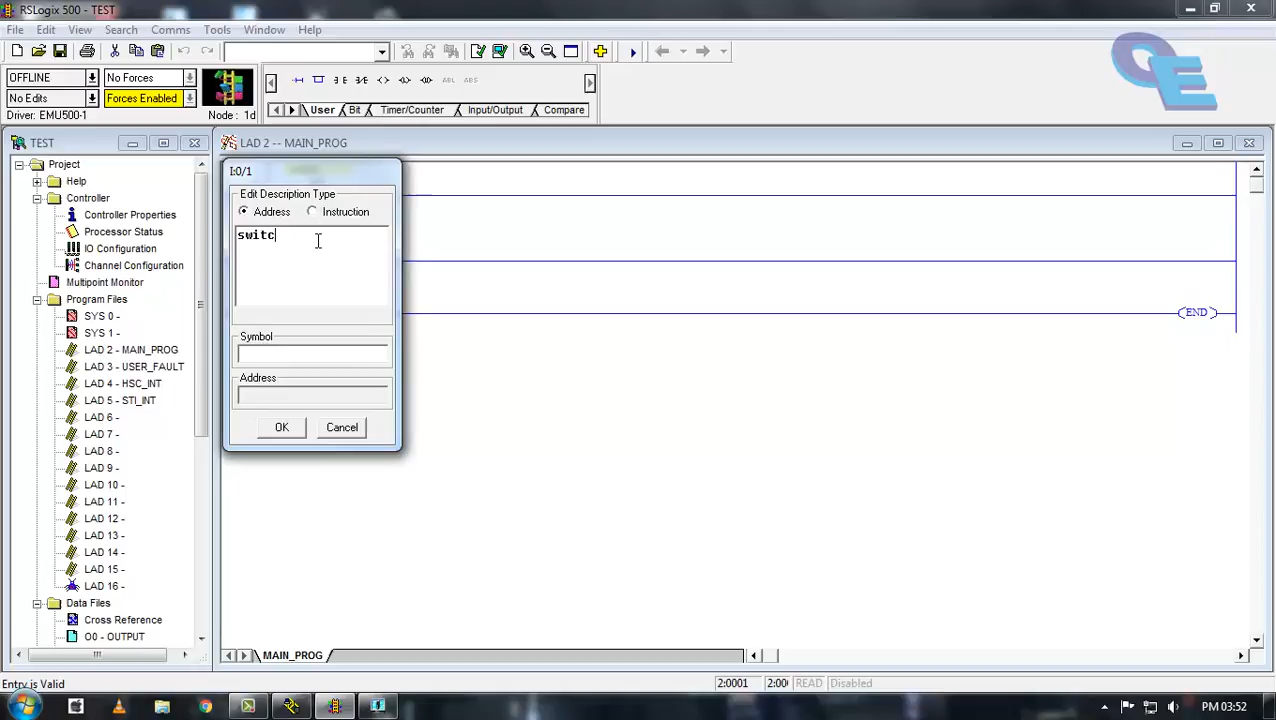 RSLogix 500 - TEST
File Edit View Search Comms Tools Window Help
OFFLINE No Forces
No Edits Forces Enabled
Driver: EMU500-1 Node : 1d
ABL ABS
User Bit Timer/Counter Input/Output Compare
TEST
Project
Help
Controller
Controller Properties
Processor Status
IO Configuration
Channel Configuration
Multipoint Monitor
Program Files
SYS 0 -
SYS 1 -
LAD 2 - MAIN_PROG
LAD 3 - USER_FAULT
LAD 4 - HSC_INT
LAD 5 - STI_INT
LAD 6 -
LAD 7 -
LAD 8 -
LAD 9 -
LAD 10 -
LAD 11 -
LAD 12 -
LAD 13 -
LAD 14 -
LAD 15 -
LAD 16 -
Data Files
Cross Reference
O0 - OUTPUT
LAD 2 -- MAIN_PROG
I:0/1
Edit Description Type
Address Instruction
switc
Symbol
Address
OK Cancel
END
MAIN_PROG
Entry is Valid
2:0001 2:00 READ Disabled
PM 03:52